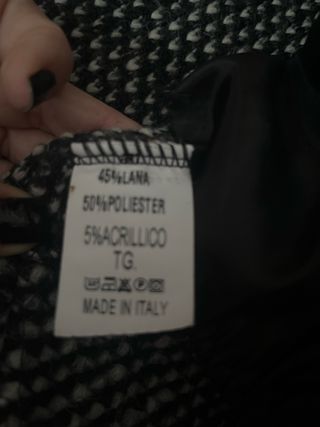 45%LANA
50%POLIESTER
5%ACRILLICO
TG.
MADE IN ITALY